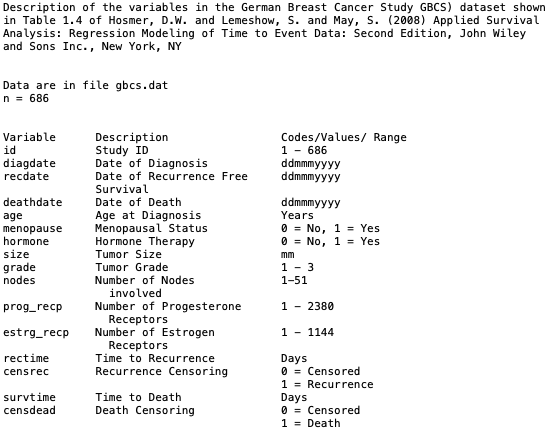 Description of the variables in the German Breast Cancer Study GBCS) dataset shown
in Table 1.4 of Hosmer, D.W. and Lemeshow, S. and May, S. (2008) Applied Survival
Analysis: Regression Modeling of Time to Event Data: Second Edition, John Wiley
and Sons Inc., New York, NY
Data are in file gbcs.dat
n = 686
Variable Description Codes/Values/ Range
id Study ID 1 - 686
diagdate Date of Diagnosis ddmmmyyyy
recdate Date of Recurrence Free ddmmmyyyy
Survival
deathdate Date of Death ddmmmyyyy
age Age at Diagnosis Years
menopause Menopausal Status 0 = No, 1 = Yes
hormone Hormone Therapy 0 = No, 1 = Yes
size Tumor Size mm
grade Tumor Grade 1 - 3
nodes Number of Nodes 1-51
involved
prog_recp Number of Progesterone 1 - 2380
Receptors
estrg_recp Number of Estrogen 1 - 1144
Receptors
rectime Time to Recurrence Days
censrec Recurrence Censoring 0 = Censored
1 = Recurrence
survtime Time to Death Days
censdead Death Censoring 0 = Censored
1 = Death